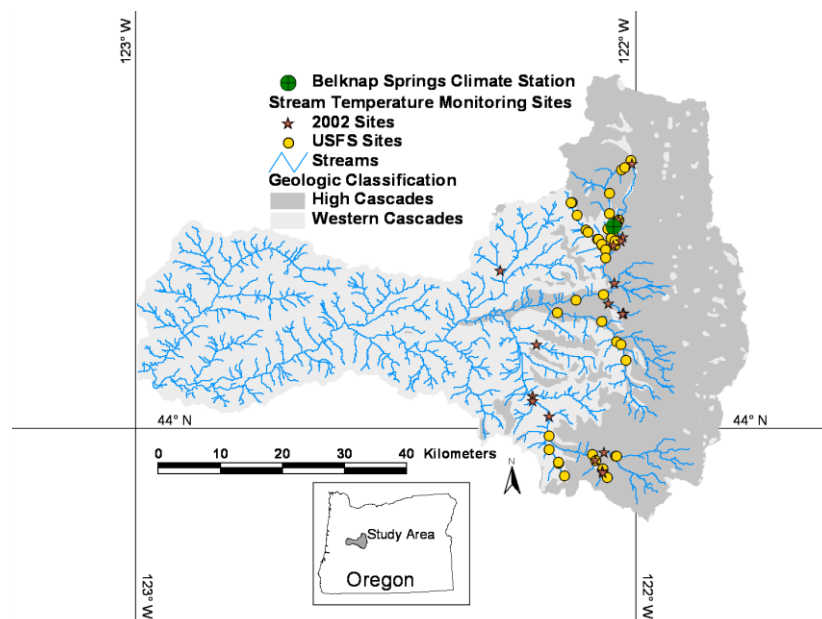 123° W
122° W
Belknap Springs Climate Station
Stream Temperature Monitoring Sites
2002 Sites
USFS Sites
Streams
Geologic Classification
High Cascades
Western Cascades
44° N
44° N
0 10 20 30 40 Kilometers
N
Study Area
Oregon
123° W
122° W